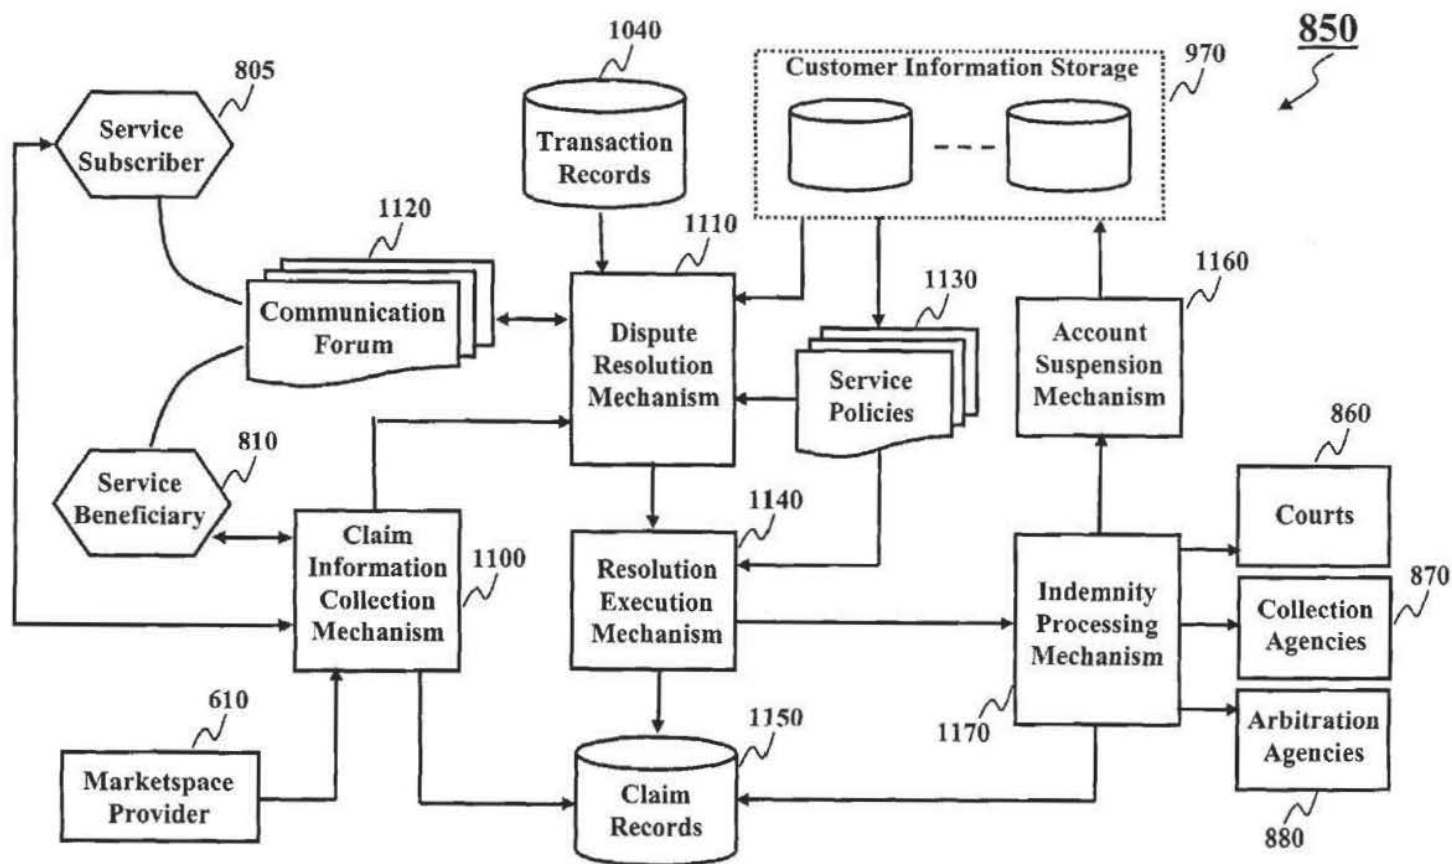 850
1040
970
Customer Information Storage
805
Service
Subscriber
Transaction
Records
1120
1110
1130
1160
Communication
Forum
Dispute
Resolution
Mechanism
Service
Policies
Account
Suspension
Mechanism
810
Service
Beneficiary
860
Courts
1140
Claim
Information
Collection
Mechanism
1100
Resolution
Execution
Mechanism
Indemnity
Processing
Mechanism
870
Collection
Agencies
610
Marketspace
Provider
1150
Claim
Records
1170
Arbitration
Agencies
880